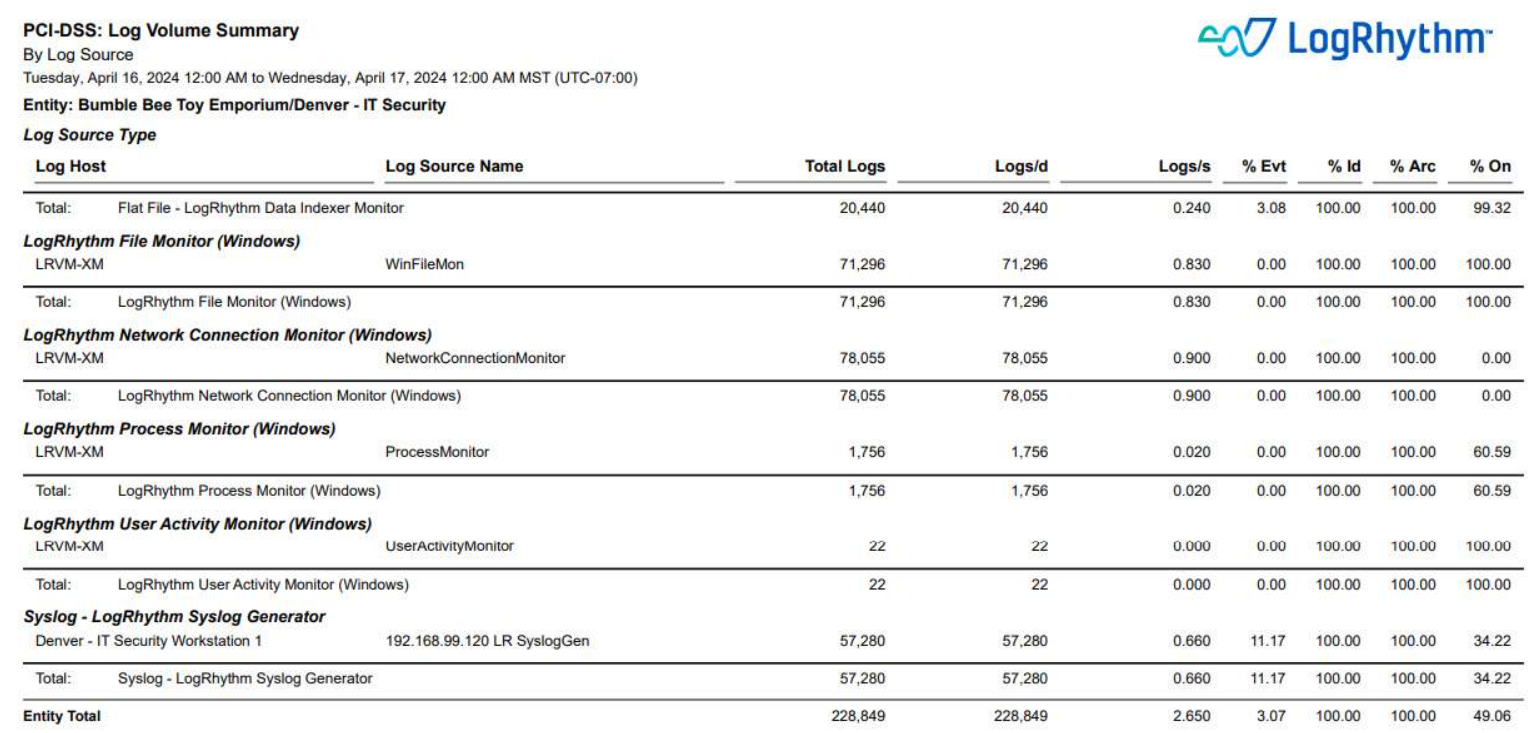 PCI-DSS: Log Volume Summary
LogRhythm™
By Log Source
Tuesday, April 16, 2024 12:00 AM to Wednesday, April 17, 2024 12:00 AM MST (UTC-07:00)
Entity: Bumble Bee Toy Emporium/Denver - IT Security
Log Source Type
Log Host Log Source Name Total Logs Logs/d Logs/s % Evt % Id % Arc % On
Total: Flat File - LogRhythm Data Indexer Monitor 20,440 20,440 0.240 3.08 100.00 100.00 99.32
LogRhythm File Monitor (Windows)
LRVM-XM WinFileMon 71,296 71,296 0.830 0.00 100.00 100.00 100.00
Total: LogRhythm File Monitor (Windows) 71,296 71,296 0.830 0.00 100.00 100.00 100.00
LogRhythm Network Connection Monitor (Windows)
LRVM-XM NetworkConnectionMonitor 78,055 78,055 0.900 0.00 100.00 100.00 0.00
Total: LogRhythm Network Connection Monitor (Windows) 78,055 78,055 0.900 0.00 100.00 100.00 0.00
LogRhythm Process Monitor (Windows)
LRVM-XM ProcessMonitor 1,756 1,756 0.020 0.00 100.00 100.00 60.59
Total: LogRhythm Process Monitor (Windows) 1,756 1,756 0.020 0.00 100.00 100.00 60.59
LogRhythm User Activity Monitor (Windows)
LRVM-XM UserActivityMonitor 22 22 0.000 0.00 100.00 100.00 100.00
Total: LogRhythm User Activity Monitor (Windows) 22 22 0.000 0.00 100.00 100.00 100.00
Syslog - LogRhythm Syslog Generator
Denver - IT Security Workstation 1 192.168.99.120 LR SyslogGen 57,280 57,280 0.660 11.17 100.00 100.00 34.22
Total: Syslog - LogRhythm Syslog Generator 57,280 57,280 0.660 11.17 100.00 100.00 34.22
Entity Total 228,849 228,849 2.650 3.07 100.00 100.00 49.06